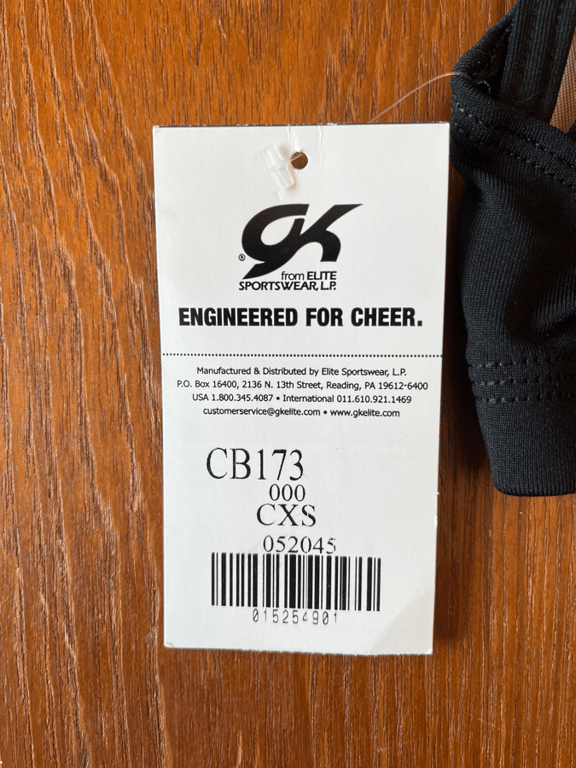 GK
®
from ELITE
SPORTSWEAR, L.P.
ENGINEERED FOR CHEER.
Manufactured & Distributed by Elite Sportswear, L.P.
P.O. Box 16400, 2136 N. 13th Street, Reading, PA 19612-6400
USA 1.800.345.4087 • International 011.610.921.1469
customerservice@gkelite.com • www.gkelite.com
CB173
000
CXS
052045
015254901